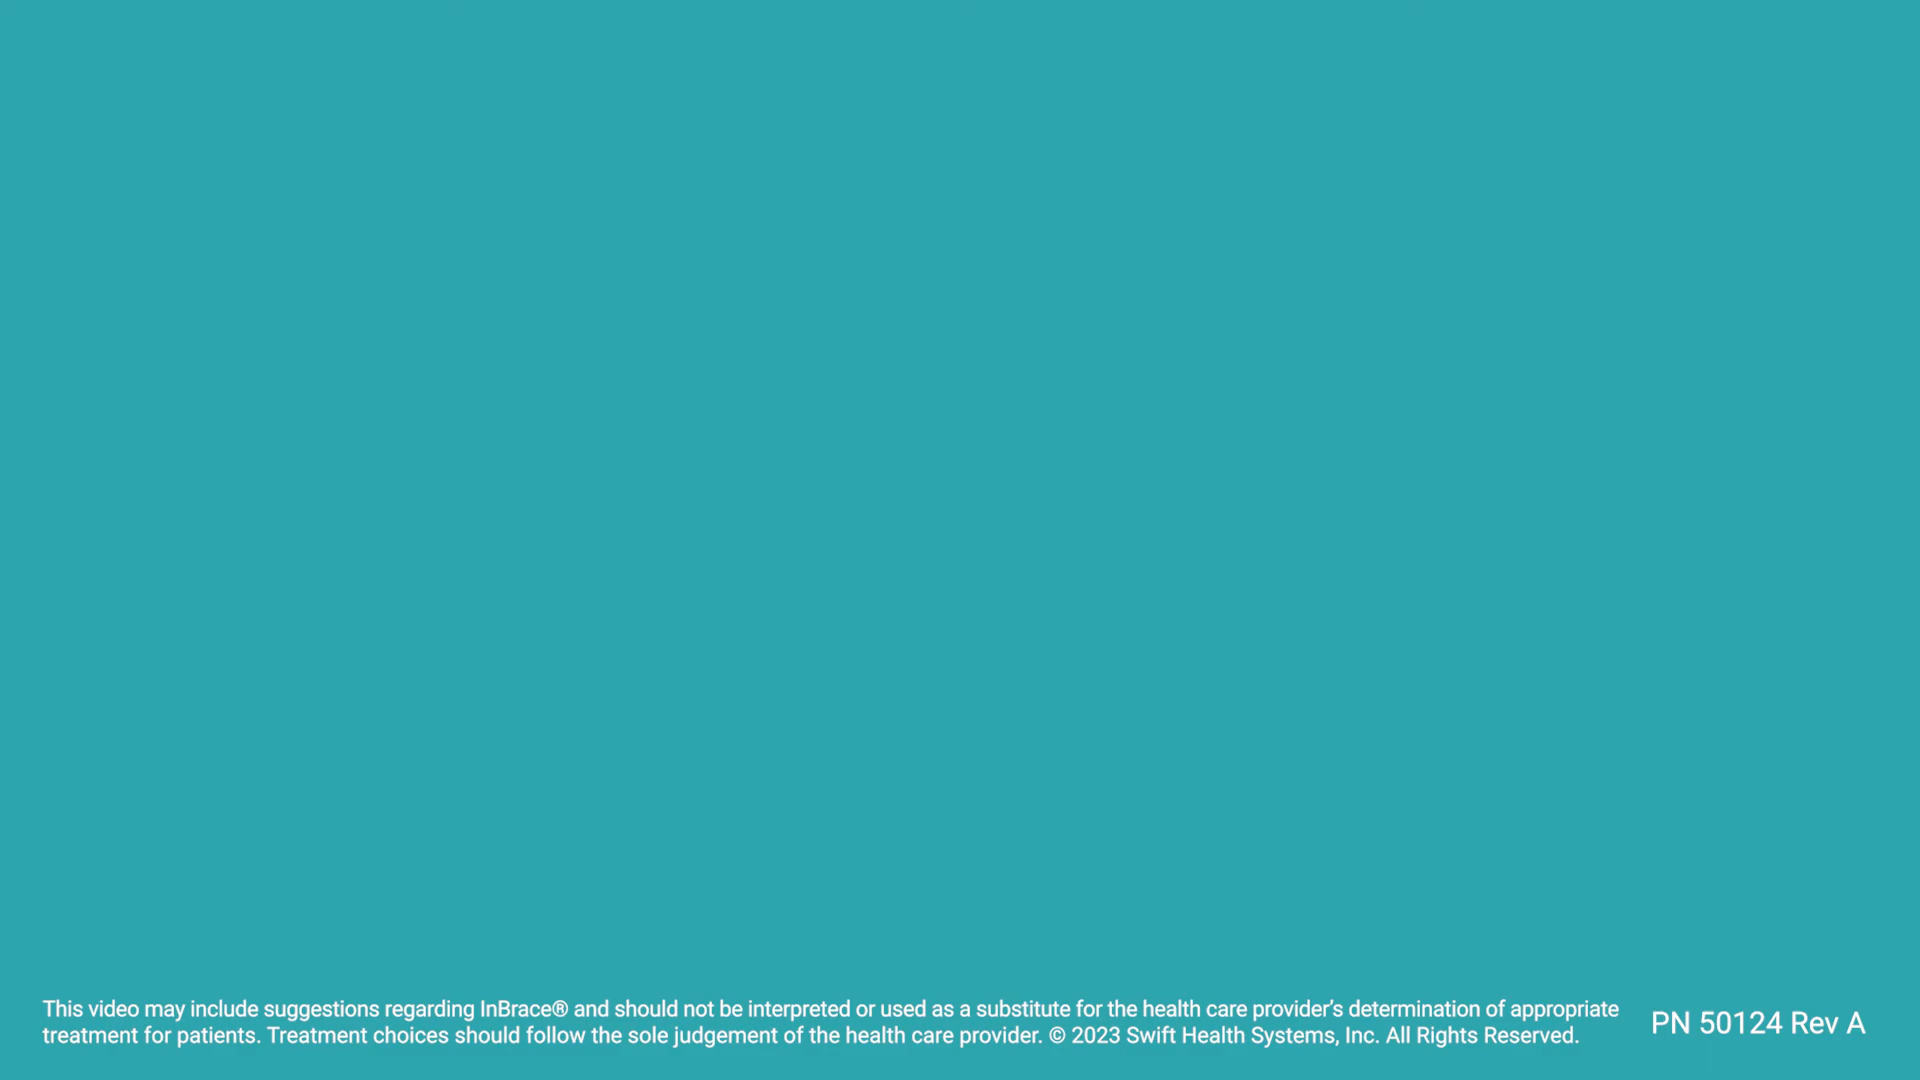 This video may include suggestions regarding InBrace® and should not be interpreted or used as a substitute for the health care provider’s determination of appropriate
treatment for patients. Treatment choices should follow the sole judgement of the health care provider. © 2023 Swift Health Systems, Inc. All Rights Reserved.
PN 50124 Rev A